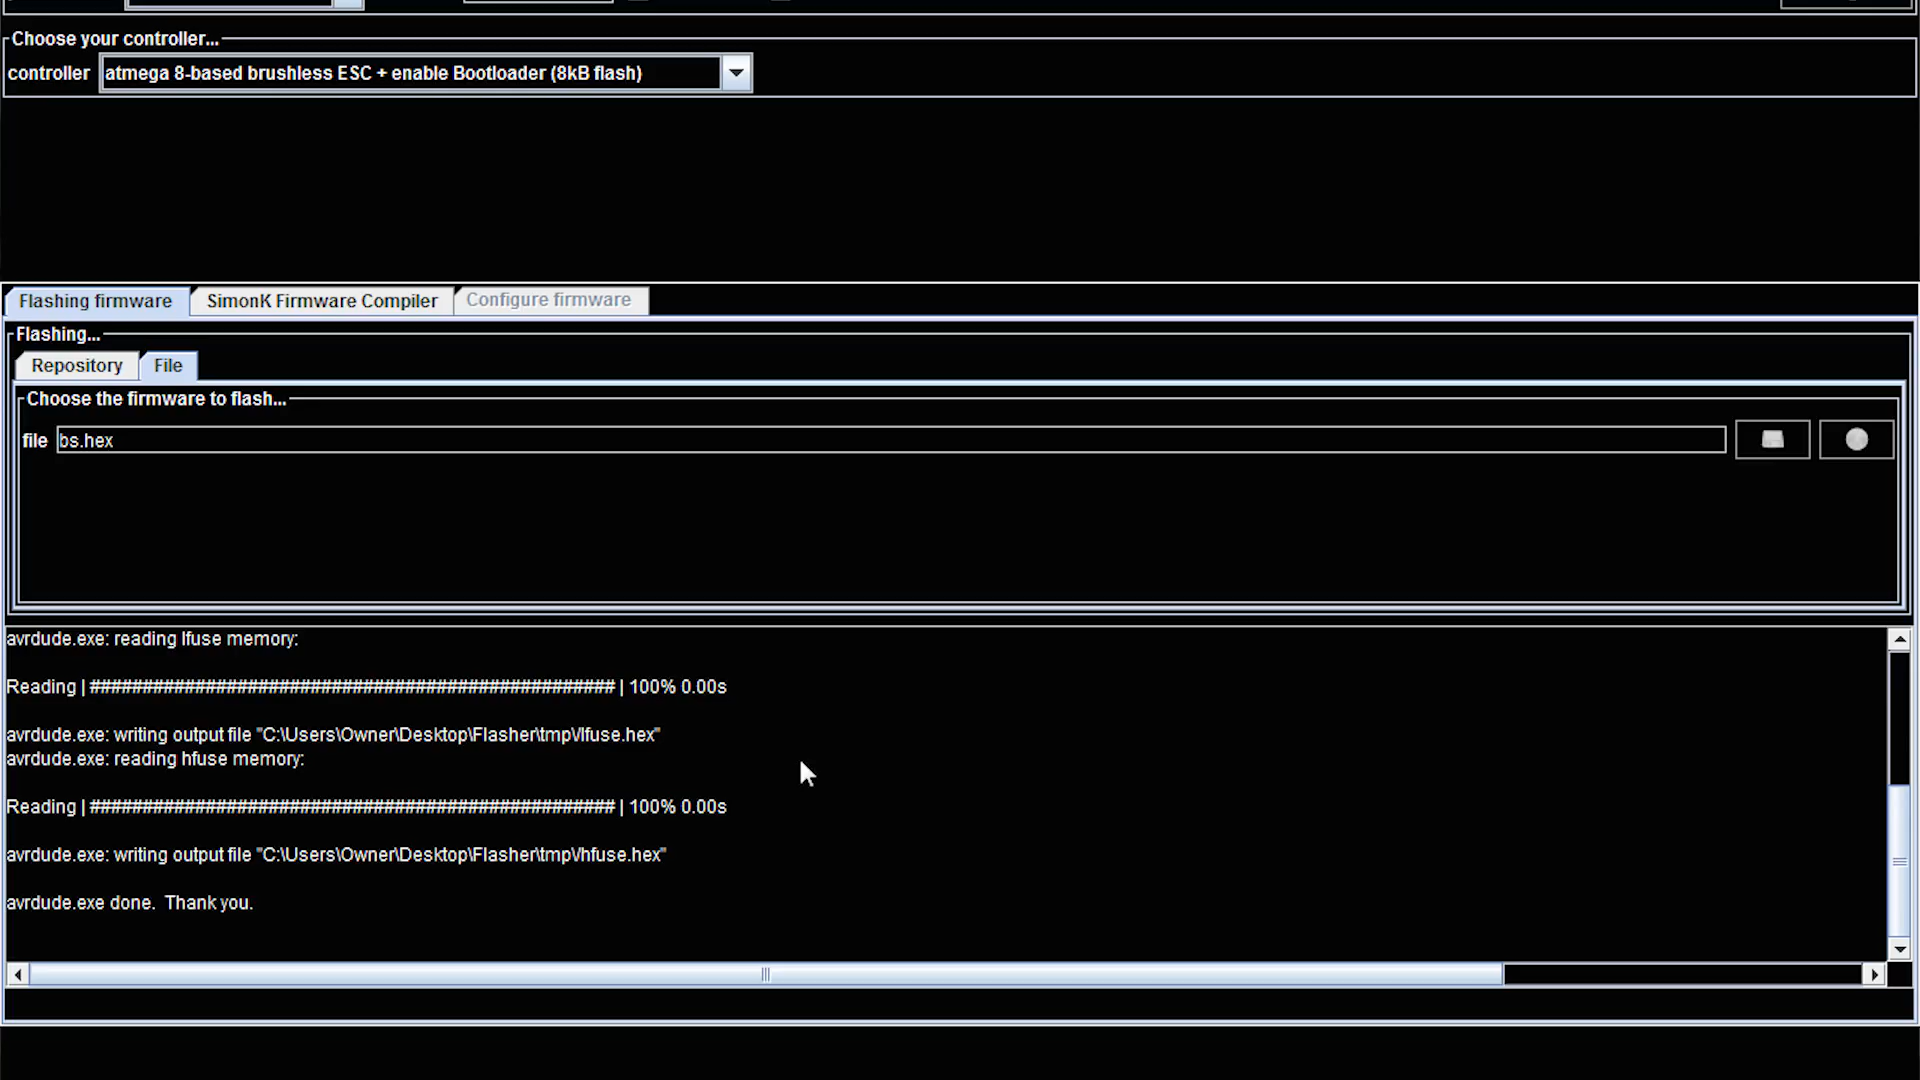 Choose your controller...
controller atmega 8-based brushless ESC + enable Bootloader (8kB flash)
Flashing firmware SimonK Firmware Compiler Configure firmware
Flashing...
Repository File
Choose the firmware to flash...
file bs.hex
avrdude.exe: reading lfuse memory:
Reading | ################################################## | 100% 0.00s
avrdude.exe: writing output file "C:\Users\Owner\Desktop\Flasher\tmp\lfuse.hex"
avrdude.exe: reading hfuse memory:
Reading | ################################################## | 100% 0.00s
avrdude.exe: writing output file "C:\Users\Owner\Desktop\Flasher\tmp\hfuse.hex"
avrdude.exe done.  Thank you.